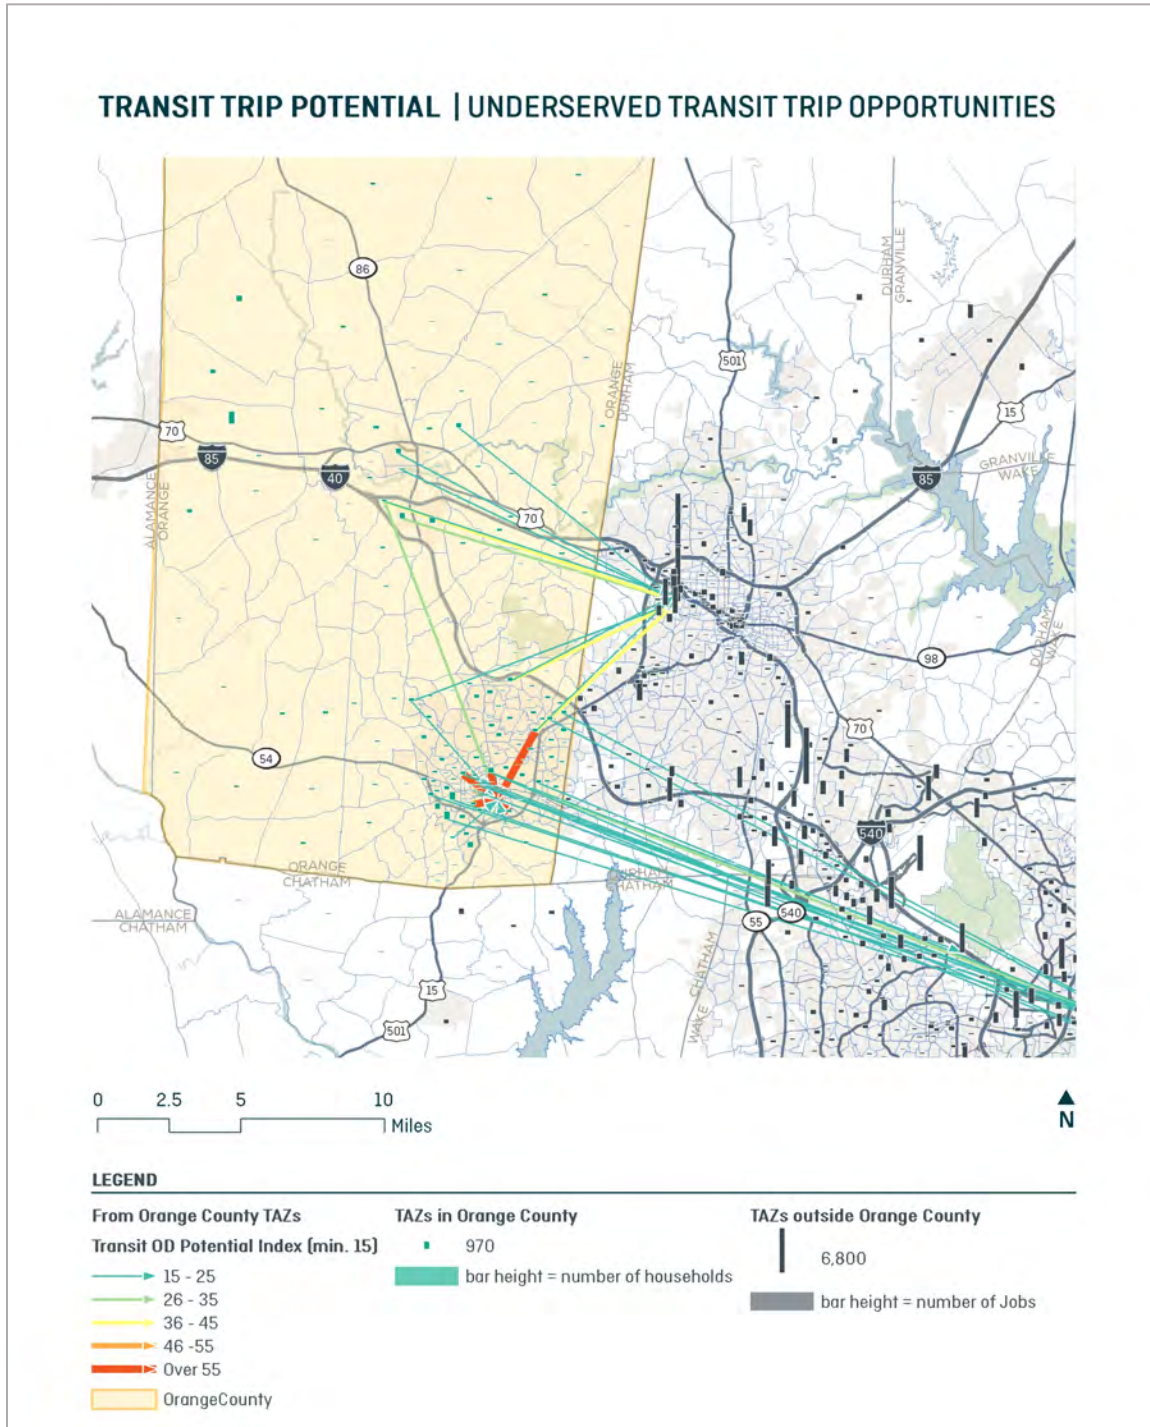 TRANSIT TRIP POTENTIAL | UNDERSERVED TRANSIT TRIP OPPORTUNITIES
86
DURHAM
GRANVILLE
501
ORANGE
DURHAM
15
70
85
40
GRANVILLE
WAKE
85
ALAMANCE
ORANGE
70
DURHAM
WAKE
98
70
54
540
ORANGE
CHATHAM
DURHAM
CHATHAM
ALAMANCE
CHATHAM
55
540
WAKE CHATHAM
15
501
0 2.5 5 10
Miles
N
LEGEND
From Orange County TAZs
Transit OD Potential Index (min. 15)
15 - 25
26 - 35
36 - 45
46 -55
Over 55
OrangeCounty
TAZs in Orange County
970
bar height = number of households
TAZs outside Orange County
6,800
bar height = number of Jobs